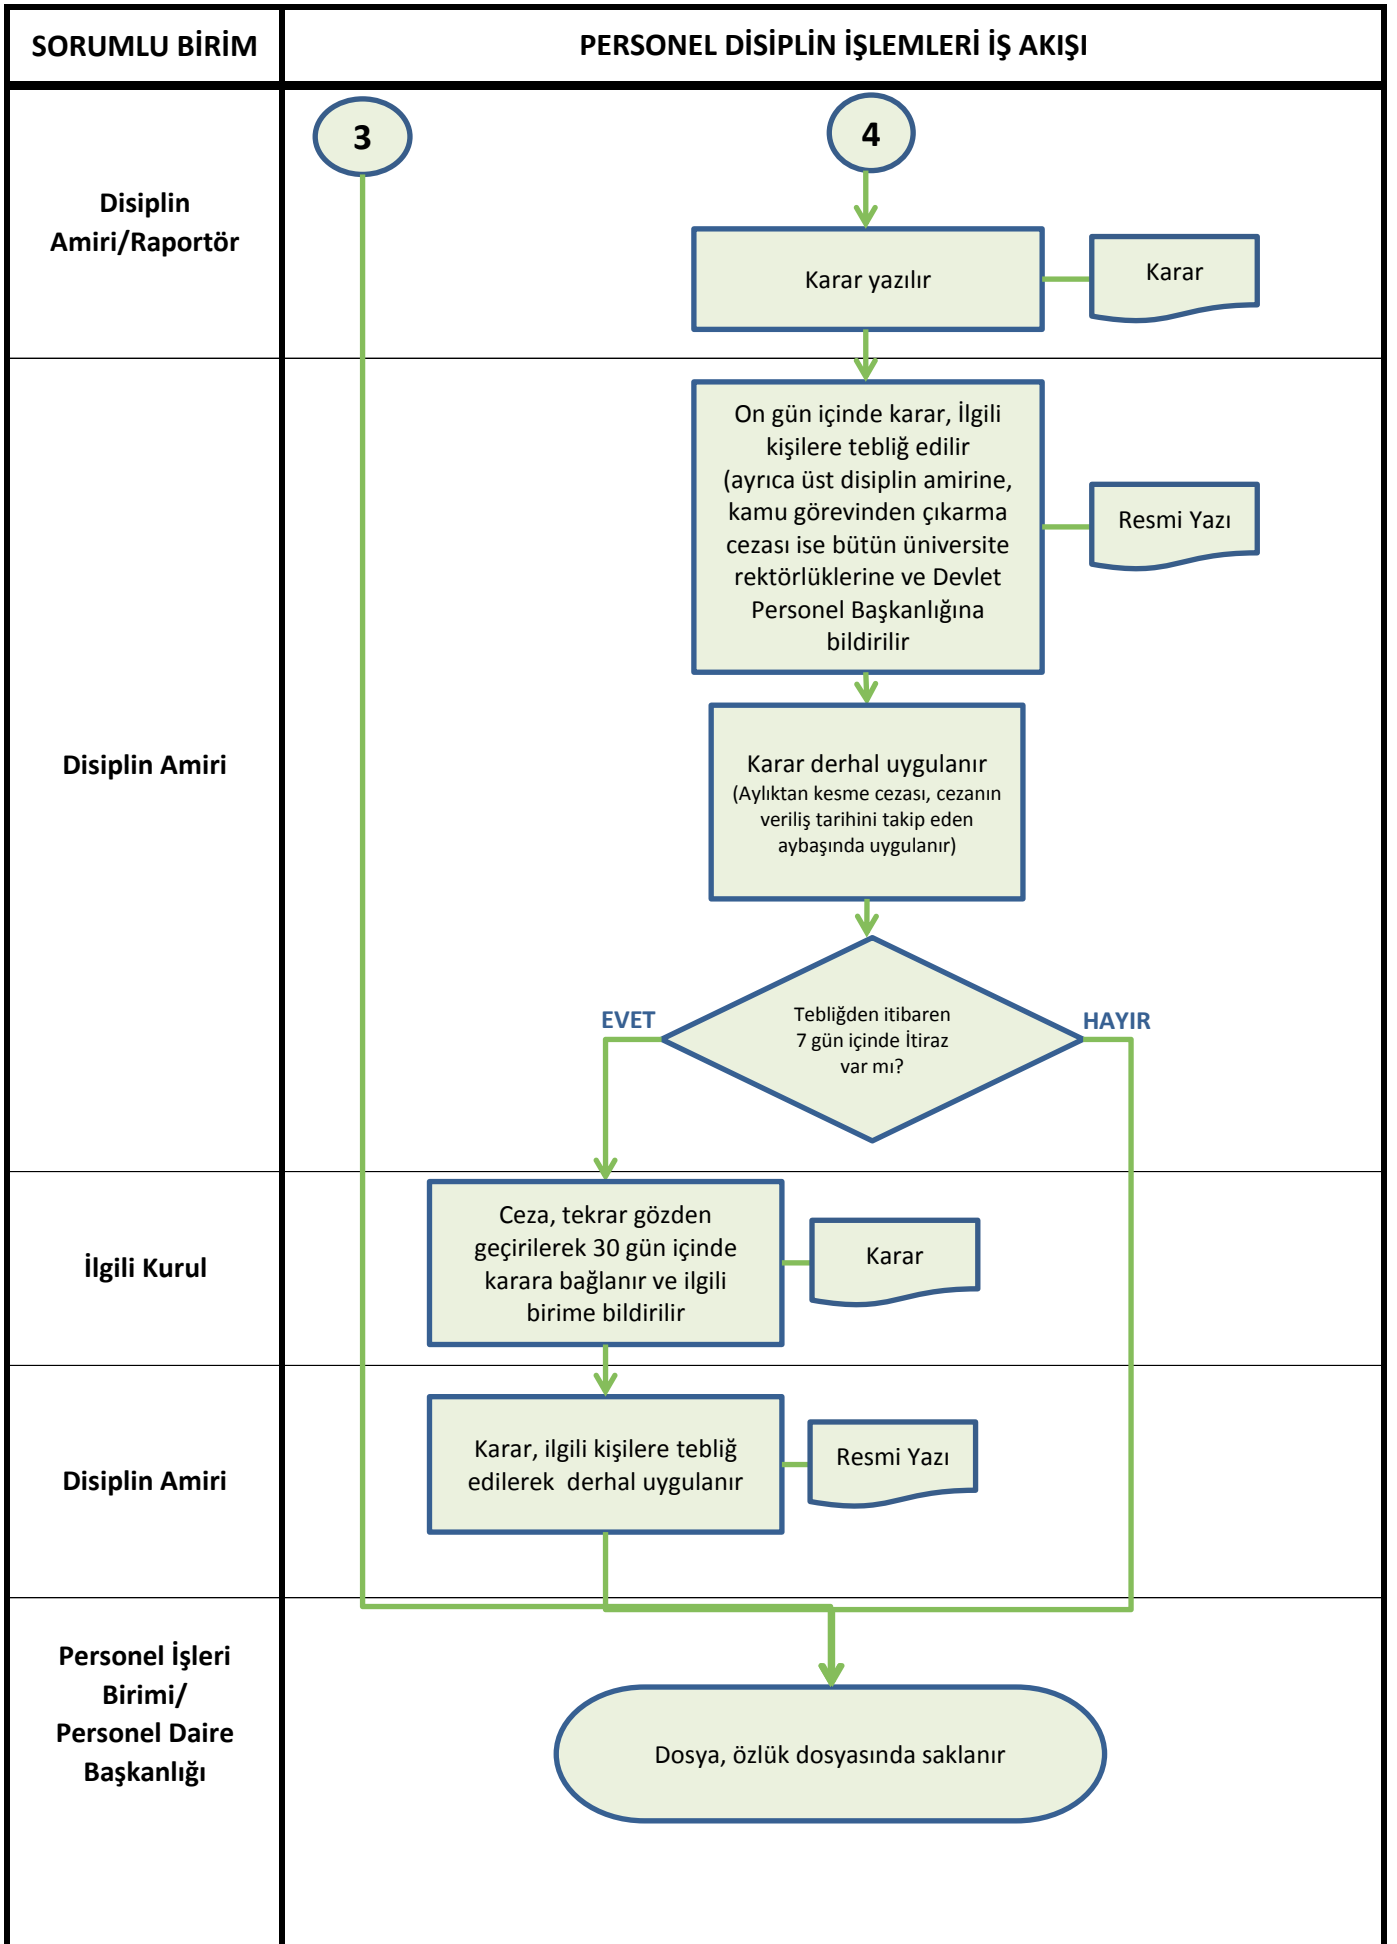 SORUMLU BİRİM
PERSONEL DİSİPLİN İŞLEMLERİ İŞ AKIŞI
3
4
Disiplin
Amiri/Raportör
Karar yazılır
Karar
On gün içinde karar, İlgili
kişilere tebliğ edilir
(ayrıca üst disiplin amirine,
kamu görevinden çıkarma
cezası ise bütün üniversite
rektörlüklerine ve Devlet
Personel Başkanlığına
bildirilir
Resmi Yazı
Disiplin Amiri
Karar derhal uygulanır
(Aylıktan kesme cezası, cezanın
veriliş tarihini takip eden
aybaşında uygulanır)
EVET
Tebliğden itibaren
7 gün içinde İtiraz
var mı?
HAYIR
İlgili Kurul
Ceza, tekrar gözden
geçirilerek 30 gün içinde
karara bağlanır ve ilgili
birime bildirilir
Karar
Disiplin Amiri
Karar, ilgili kişilere tebliğ
edilerek derhal uygulanır
Resmi Yazı
Personel İşleri
Birimi/
Personel Daire
Başkanlığı
Dosya, özlük dosyasında saklanır